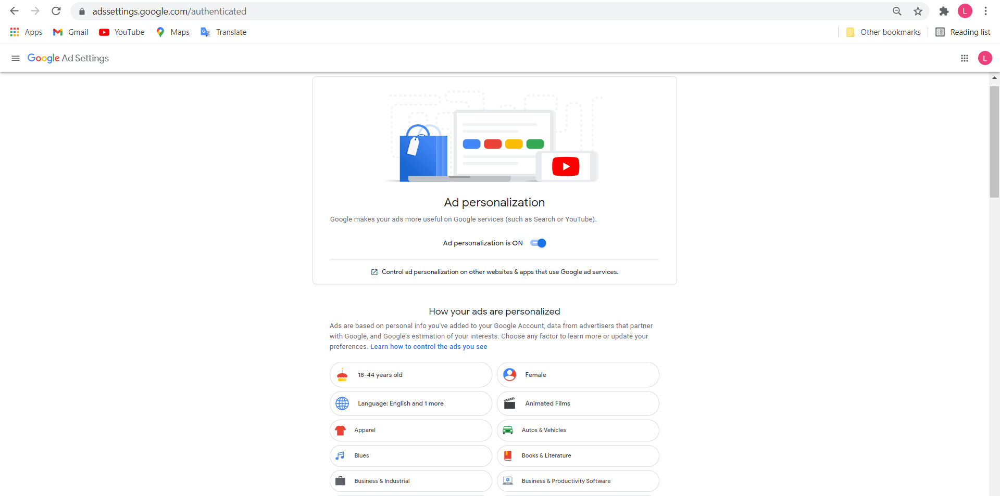 adssettings.google.com/authenticated
L
Apps Gmail YouTube Maps Translate Other bookmarks Reading list
Google Ad Settings
L
Ad personalization
Google makes your ads more useful on Google services (such as Search or YouTube).
Ad personalization is ON
Control ad personalization on other websites & apps that use Google ad services.
How your ads are personalized
Ads are based on personal info you've added to your Google Account, data from advertisers that partner
with Google, and Google's estimation of your interests. Choose any factor to learn more or update your
preferences. Learn how to control the ads you see
18-44 years old
Female
Language: English and 1 more
Animated Films
Apparel
Autos & Vehicles
Blues
Books & Literature
Business & Industrial
Business & Productivity Software